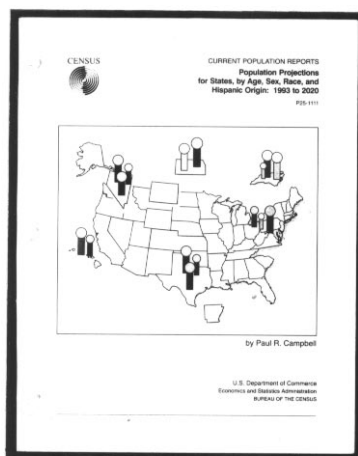 CENSUS
CURRENT POPULATION REPORTS
Population Projections
for States, by Age, Sex, Race, and
Hispanic Origin: 1993 to 2020
P25-1111
by Paul R. Campbell
U.S. Department of Commerce
Economics and Statistics Administration
BUREAU OF THE CENSUS